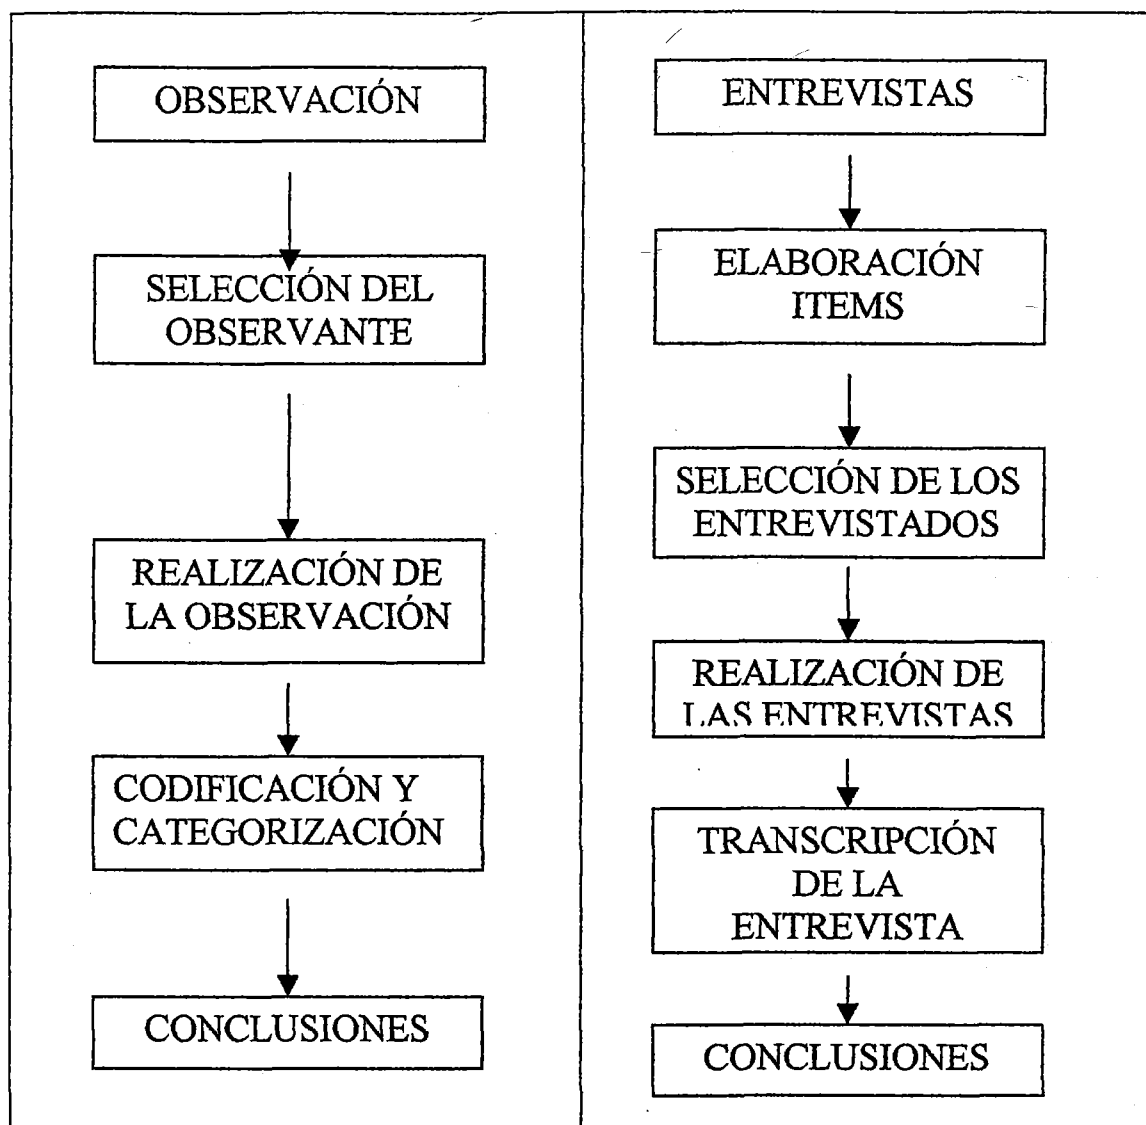 OBSERVACIÓN
SELECCIÓN DEL
OBSERVANTE
REALIZACIÓN DE
LA OBSERVACIÓN
CODIFICACIÓN Y
CATEGORIZACIÓN
CONCLUSIONES
ENTREVISTAS
ELABORACIÓN
ITEMS
SELECCIÓN DE LOS
ENTREVISTADOS
REALIZACIÓN DE
LAS ENTREVISTAS
TRANSCRIPCIÓN
DE LA
ENTREVISTA
CONCLUSIONES